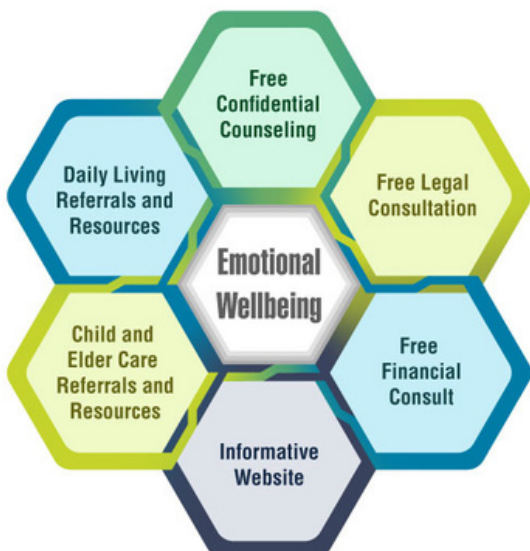 Free
Confidential
Counseling
Free Legal
Consultation
Free
Financial
Consult
Informative
Website
Child and
Elder Care
Referrals and
Resources
Daily Living
Referrals and
Resources
Emotional
Wellbeing